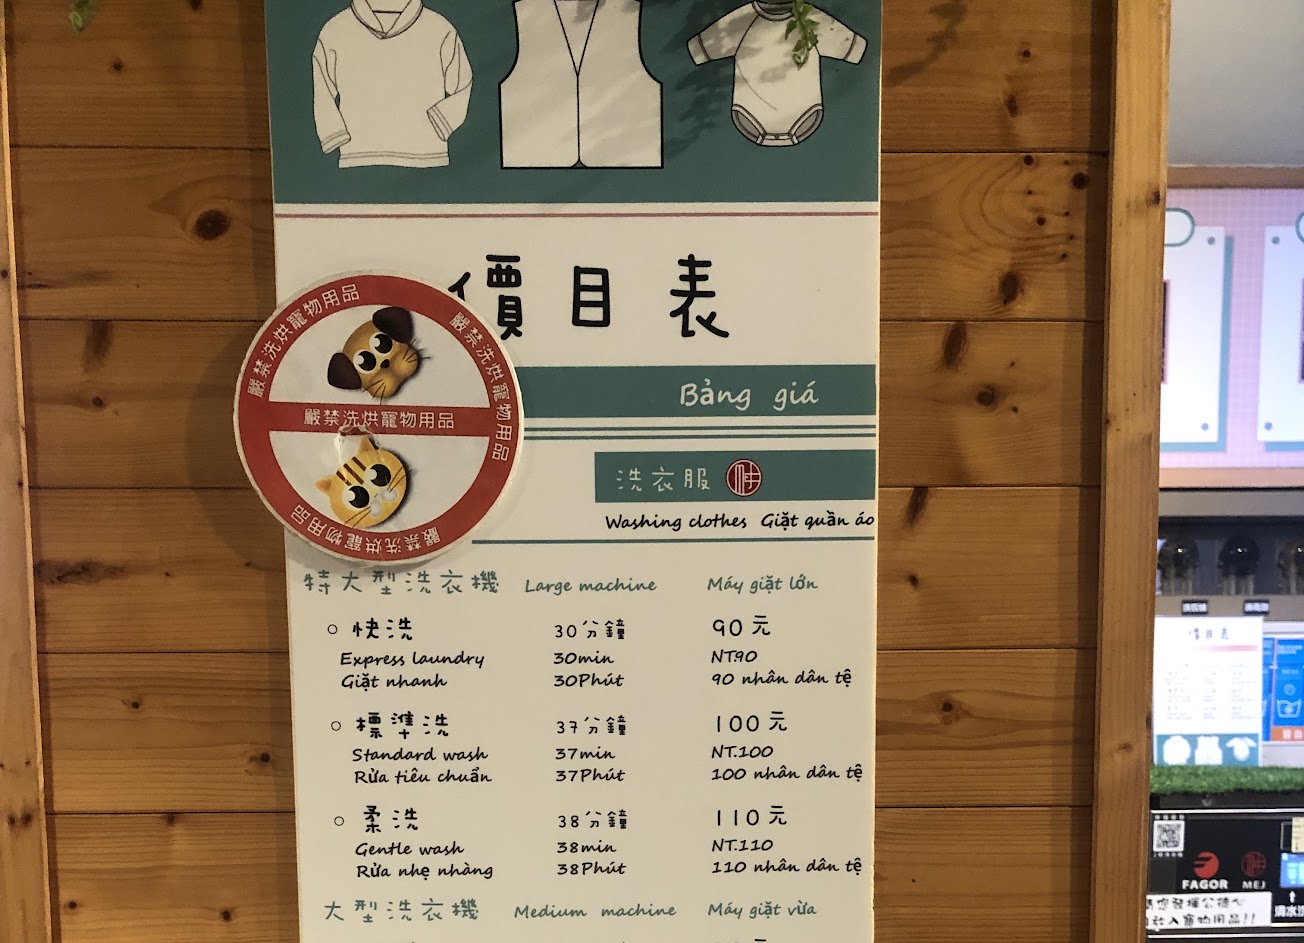 價目表
嚴禁洗烘寵物用品
嚴禁洗烘寵物用品
嚴禁洗烘寵物用品
嚴禁洗烘寵物用品
Bảng giá
洗衣服
Washing clothes Giặt quần áo
特大型洗衣機 Large machine Máy giặt lớn
快洗 30分鐘 90元
Express laundry 30min NT.90
Giặt nhanh 30Phút 90 nhân dân tệ
標準洗 37分鐘 100元
Standard wash 37min NT.100
Rửa tiêu chuẩn 37Phút 100 nhân dân tệ
柔洗 38分鐘 110元
Gentle wash 38min NT.110
Rửa nhẹ nhàng 38Phút 110 nhân dân tệ
大型洗衣機 Medium machine Máy giặt vừa
價目表
FAGOR MEJ